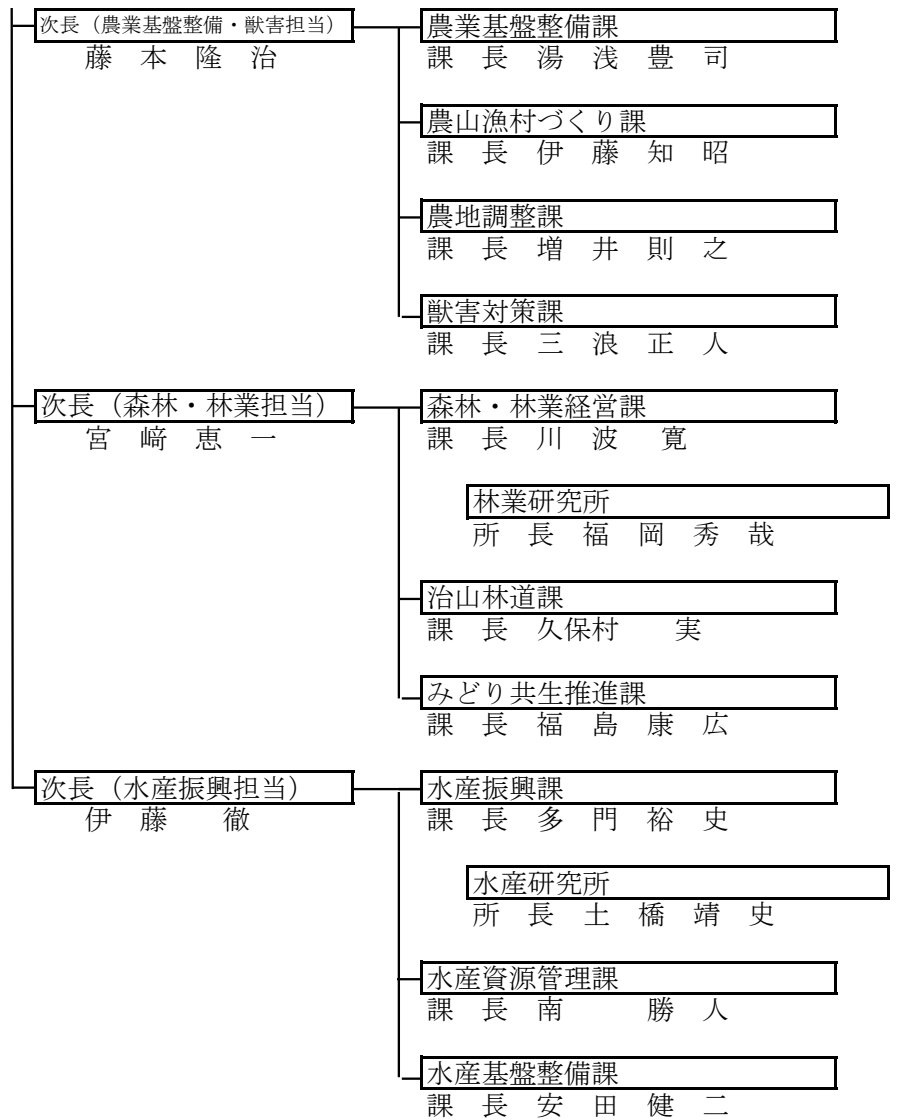 次長（農業基盤整備・獣害担当）
藤本隆治
農業基盤整備課
課長湯浅豊司
農山漁村づくり課
課長伊藤知昭
農地調整課
課長増井則之
獣害対策課
課長三浪正人
次長（森林・林業担当）
宮﨑恵一
森林・林業経営課
課長川波寛
林業研究所
所長福岡秀哉
治山林道課
課長久保村実
みどり共生推進課
課長福島康広
次長（水産振興担当）
伊藤徹
水産振興課
課長多門裕史
水産研究所
所長土橋靖史
水産資源管理課
課長南勝人
水産基盤整備課
課長安田健二